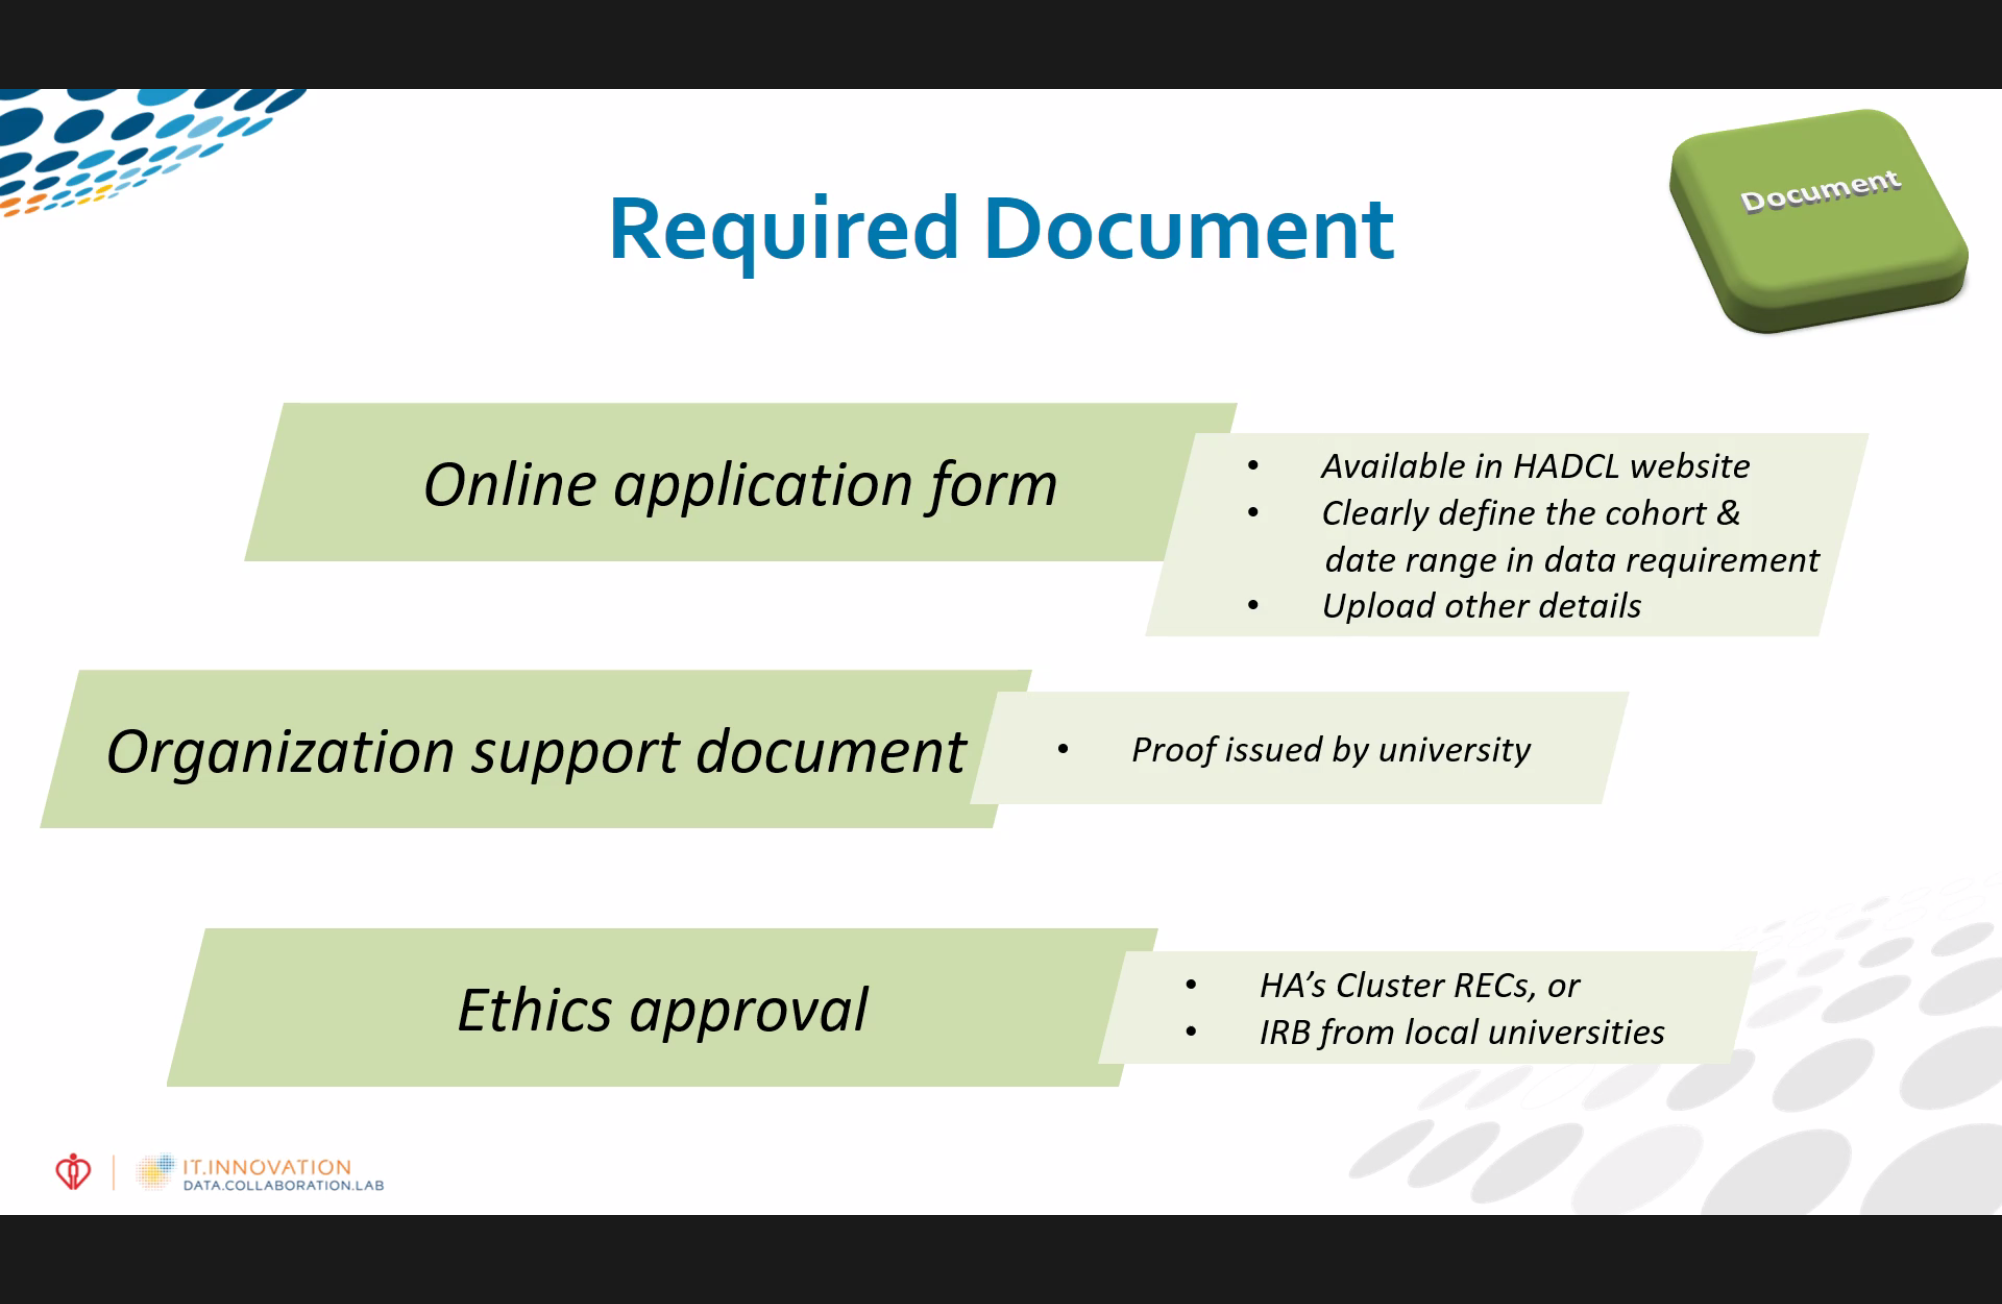 Document
Required Document
Online application form
• Available in HADCL website
• Clearly define the cohort &
date range in data requirement
• Upload other details
Organization support document
• Proof issued by university
Ethics approval
• HA’s Cluster RECs, or
• IRB from local universities
IT.INNOVATION
DATA.COLLABORATION.LAB